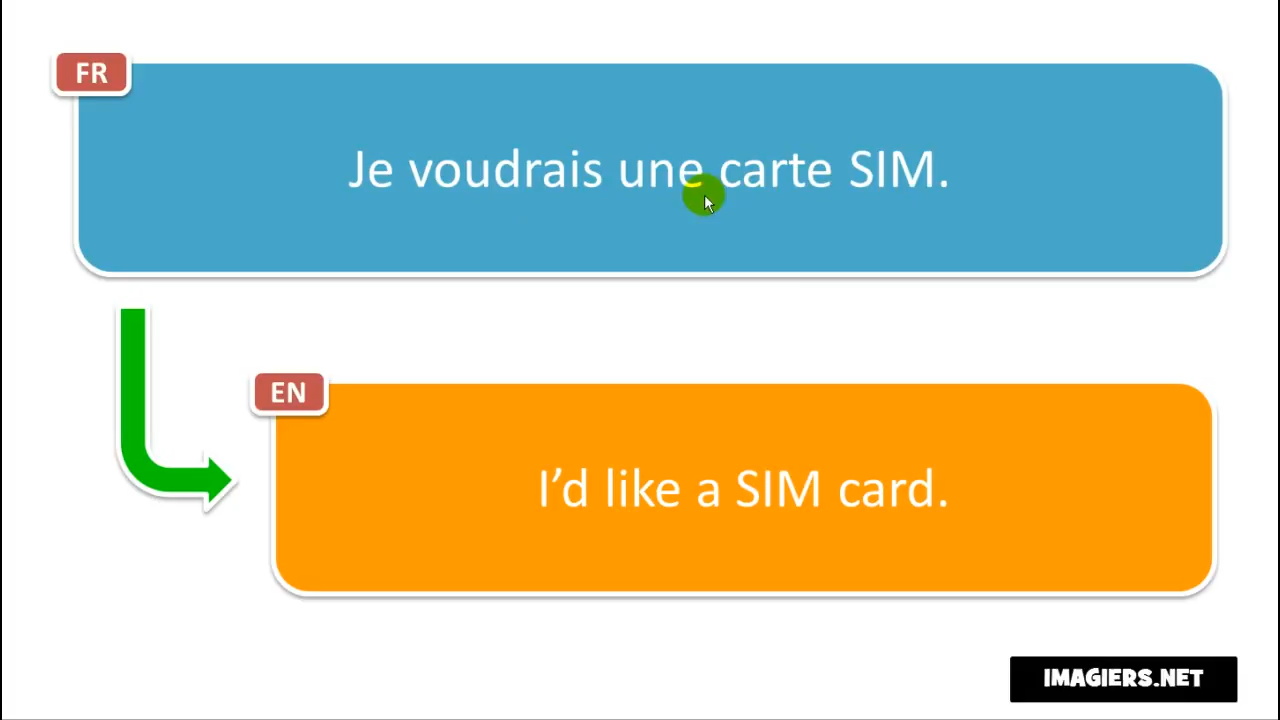 FR
Je voudrais une carte SIM.
EN
I’d like a SIM card.
IMAGIERS.NET